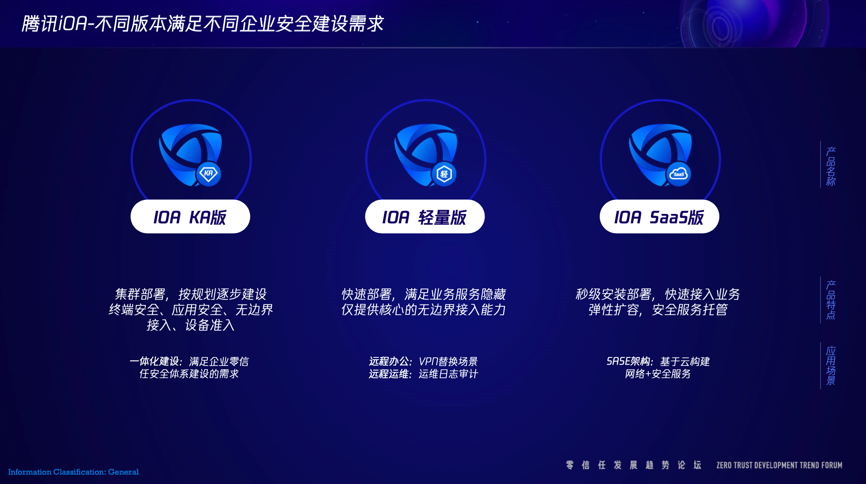 腾讯iOA-不同版本满足不同企业安全建设需求
KA
轻
SaaS
IOA KA版
IOA 轻量版
IOA SaaS版
产品名称
集群部署，按规划逐步建设
终端安全、应用安全、无边界
接入、设备准入
快速部署，满足业务服务隐藏
仅提供核心的无边界接入能力
秒级安装部署，快速接入业务
弹性扩容，安全服务托管
产品特点
一体化建设：满足企业零信
任安全体系建设的需求
远程办公：VPN替换场景
远程运维：运维日志审计
SASE架构：基于云构建
网络+安全服务
应用场景
零信任发展趋势论坛 ZERO TRUST DEVELOPMENT TREND FORUM
Information Classification: General